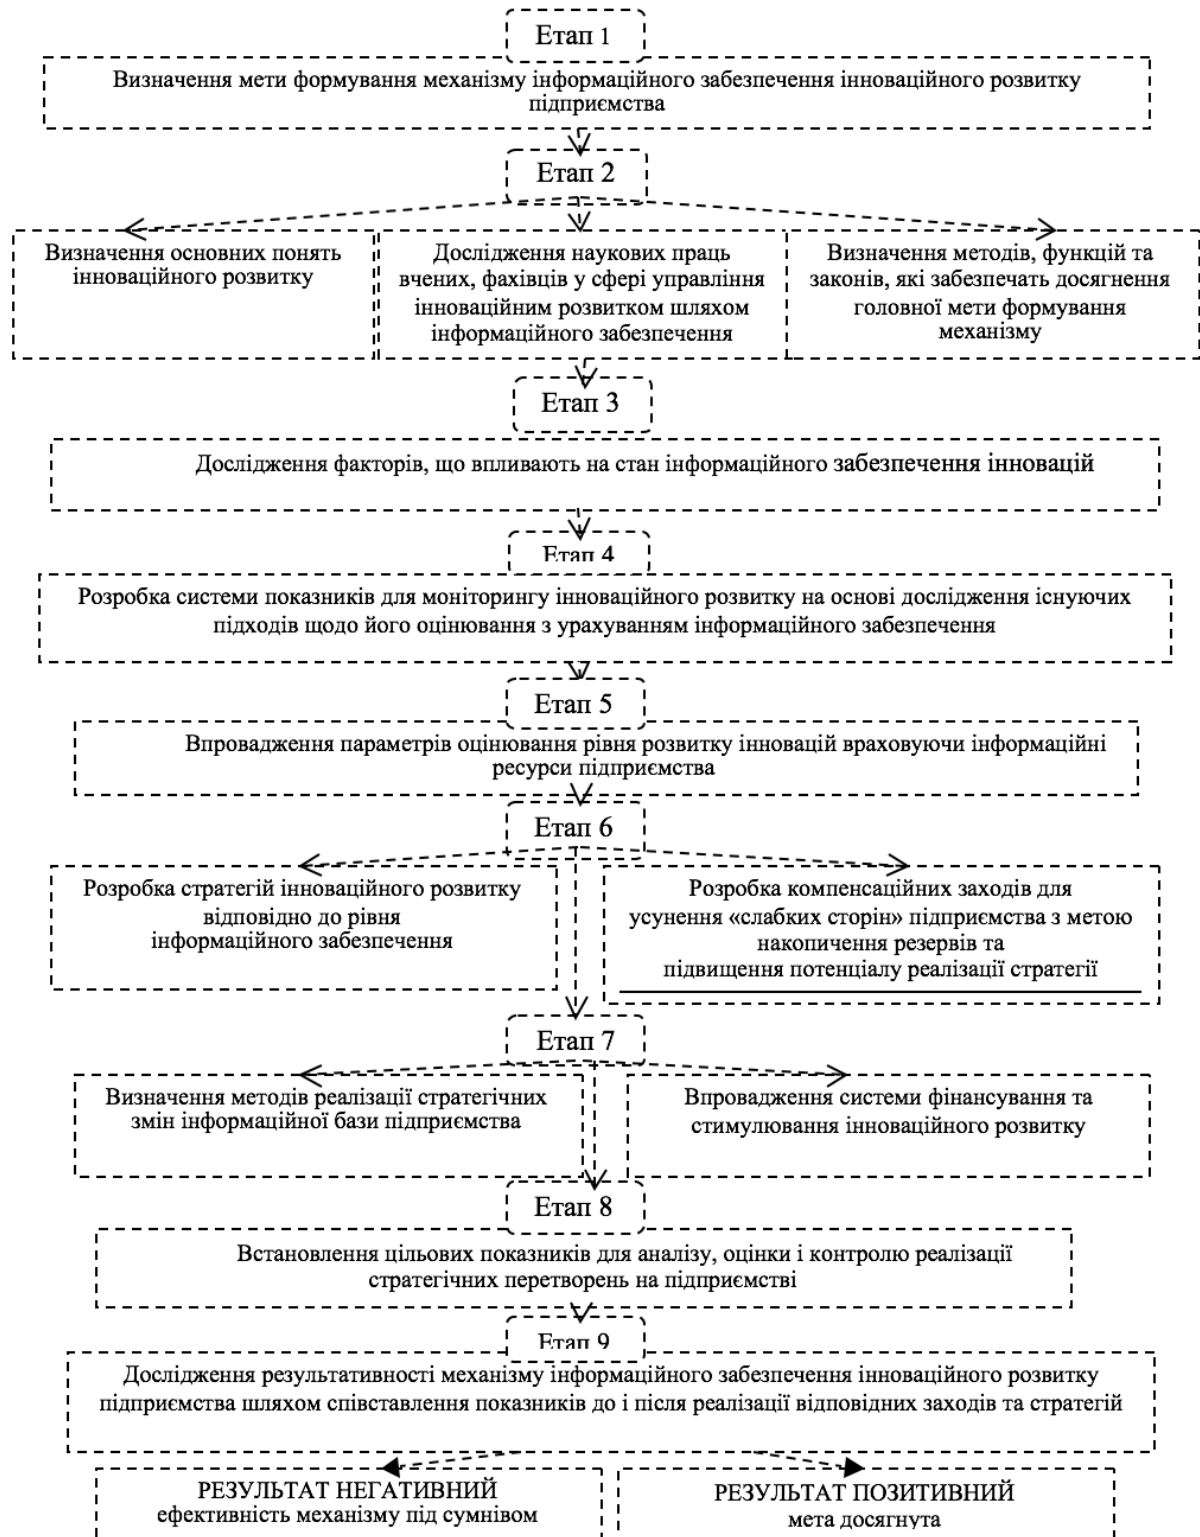 Етап 1
Визначення мети формування механізму інформаційного забезпечення інноваційного розвитку
підприємства
Етап 2
Визначення основних понять
інноваційного розвитку
Дослідження наукових праць
вчених, фахівців у сфері управління
інноваційним розвитком шляхом
інформаційного забезпечення
Визначення методів, функцій та
законів, які забезпечать досягнення
головної мети формування
механізму
Етап 3
Дослідження факторів, що впливають на стан інформаційного забезпечення інновацій
Етап 4
Розробка системи показників для моніторингу інноваційного розвитку на основі дослідження існуючих
підходів щодо його оцінювання з урахуванням інформаційного забезпечення
Етап 5
Впровадження параметрів оцінювання рівня розвитку інновацій враховуючи інформаційні
ресурси підприємства
Етап 6
Розробка стратегій інноваційного розвитку
відповідно до рівня
інформаційного забезпечення
Розробка компенсаційних заходів для
усунення «слабких сторін» підприємства з метою
накопичення резервів та
підвищення потенціалу реалізації стратегії
Етап 7
Визначення методів реалізації стратегічних
змін інформаційної бази підприємства
Впровадження системи фінансування та
стимулювання інноваційного розвитку
Етап 8
Встановлення цільових показників для аналізу, оцінки і контролю реалізації
стратегічних перетворень на підприємстві
Етап 9
Дослідження результативності механізму інформаційного забезпечення інноваційного розвитку
підприємства шляхом співставлення показників до і після реалізації відповідних заходів та стратегій
РЕЗУЛЬТАТ НЕГАТИВНИЙ
ефективність механізму під сумнівом
РЕЗУЛЬТАТ ПОЗИТИВНИЙ
мета досягнута